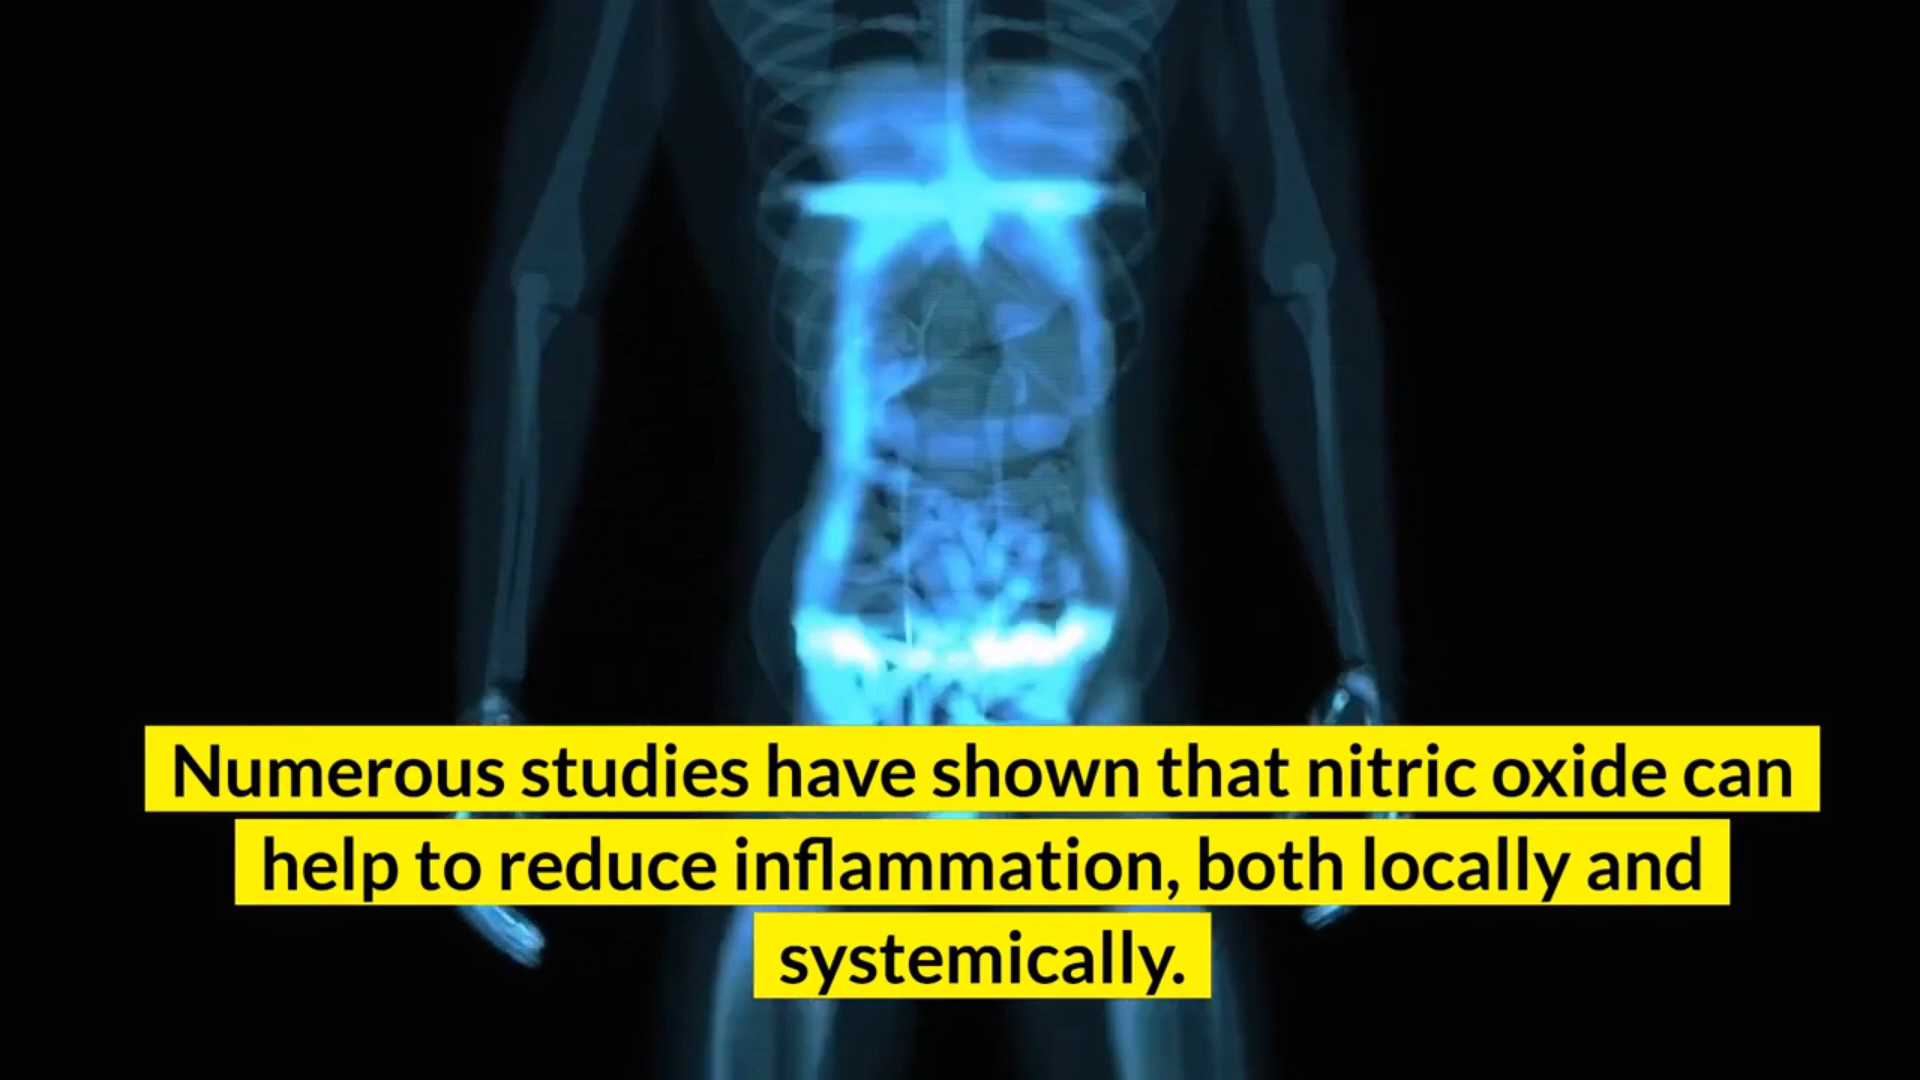 Numerous studies have shown that nitric oxide can
help to reduce inflammation, both locally and
systemically.